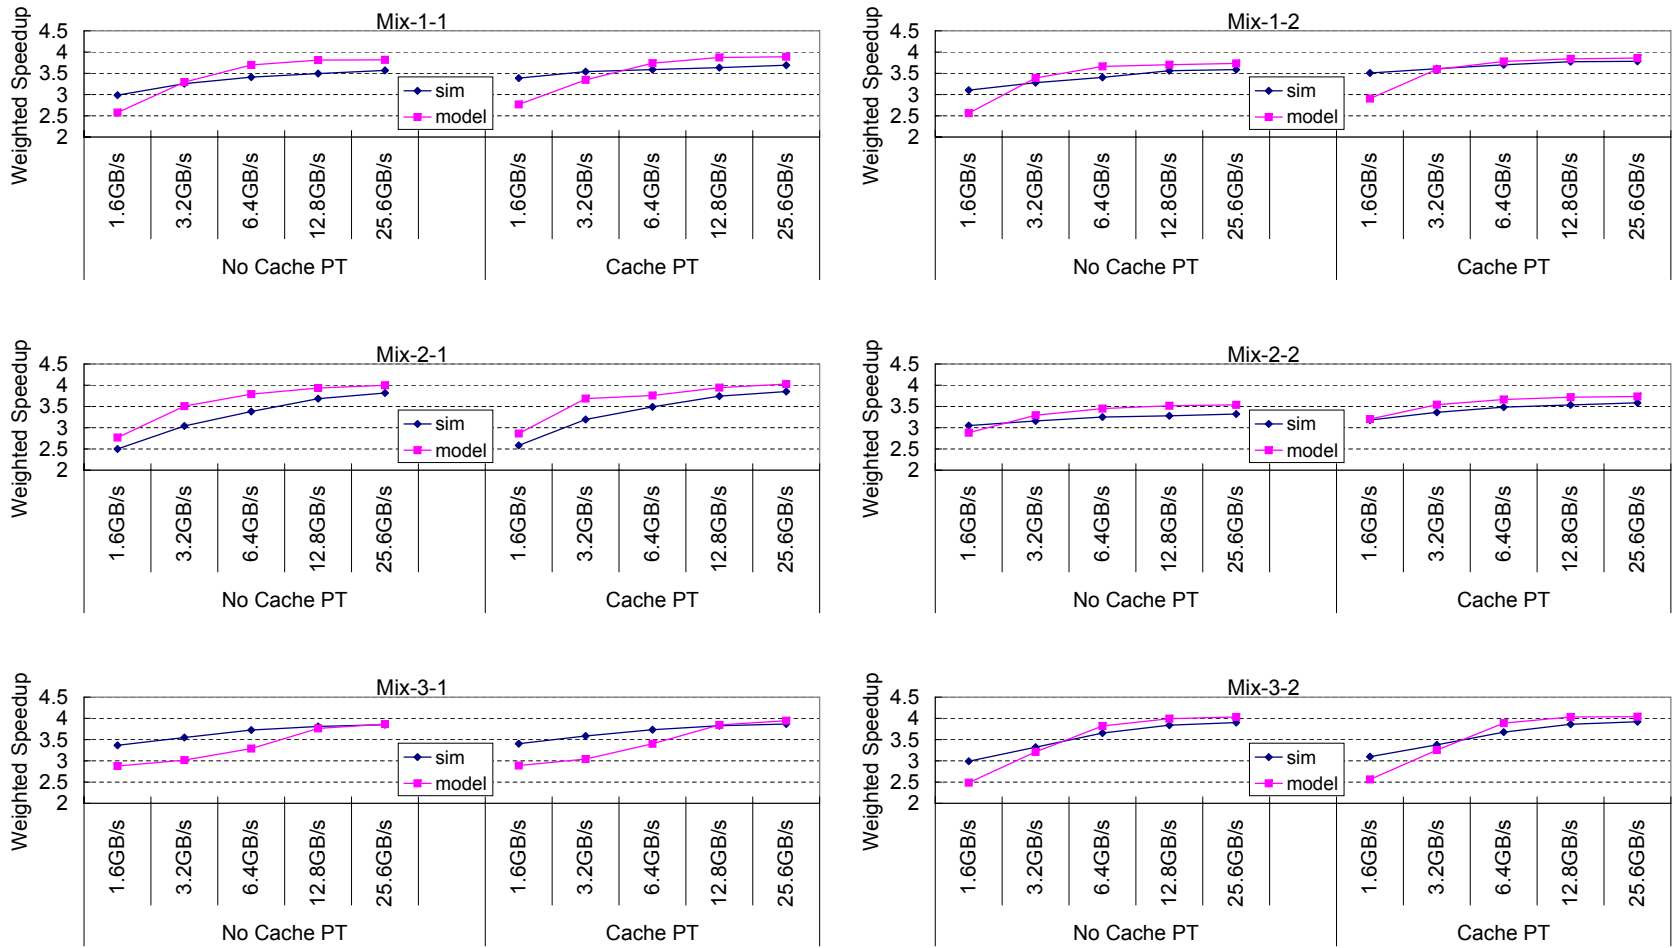 Mix-1-1
Weighted Speedup
4.5
4
3.5
3
2.5
2
sim
model
1.6GB/s
3.2GB/s
6.4GB/s
12.8GB/s
25.6GB/s
1.6GB/s
3.2GB/s
6.4GB/s
12.8GB/s
25.6GB/s
No Cache PT
Cache PT
Mix-1-2
Weighted Speedup
4.5
4
3.5
3
2.5
2
sim
model
1.6GB/s
3.2GB/s
6.4GB/s
12.8GB/s
25.6GB/s
1.6GB/s
3.2GB/s
6.4GB/s
12.8GB/s
25.6GB/s
No Cache PT
Cache PT
Mix-2-1
Weighted Speedup
4.5
4
3.5
3
2.5
2
sim
model
1.6GB/s
3.2GB/s
6.4GB/s
12.8GB/s
25.6GB/s
1.6GB/s
3.2GB/s
6.4GB/s
12.8GB/s
25.6GB/s
No Cache PT
Cache PT
Mix-2-2
Weighted Speedup
4.5
4
3.5
3
2.5
2
sim
model
1.6GB/s
3.2GB/s
6.4GB/s
12.8GB/s
25.6GB/s
1.6GB/s
3.2GB/s
6.4GB/s
12.8GB/s
25.6GB/s
No Cache PT
Cache PT
Mix-3-1
Weighted Speedup
4.5
4
3.5
3
2.5
2
sim
model
1.6GB/s
3.2GB/s
6.4GB/s
12.8GB/s
25.6GB/s
1.6GB/s
3.2GB/s
6.4GB/s
12.8GB/s
25.6GB/s
No Cache PT
Cache PT
Mix-3-2
Weighted Speedup
4.5
4
3.5
3
2.5
2
sim
model
1.6GB/s
3.2GB/s
6.4GB/s
12.8GB/s
25.6GB/s
1.6GB/s
3.2GB/s
6.4GB/s
12.8GB/s
25.6GB/s
No Cache PT
Cache PT